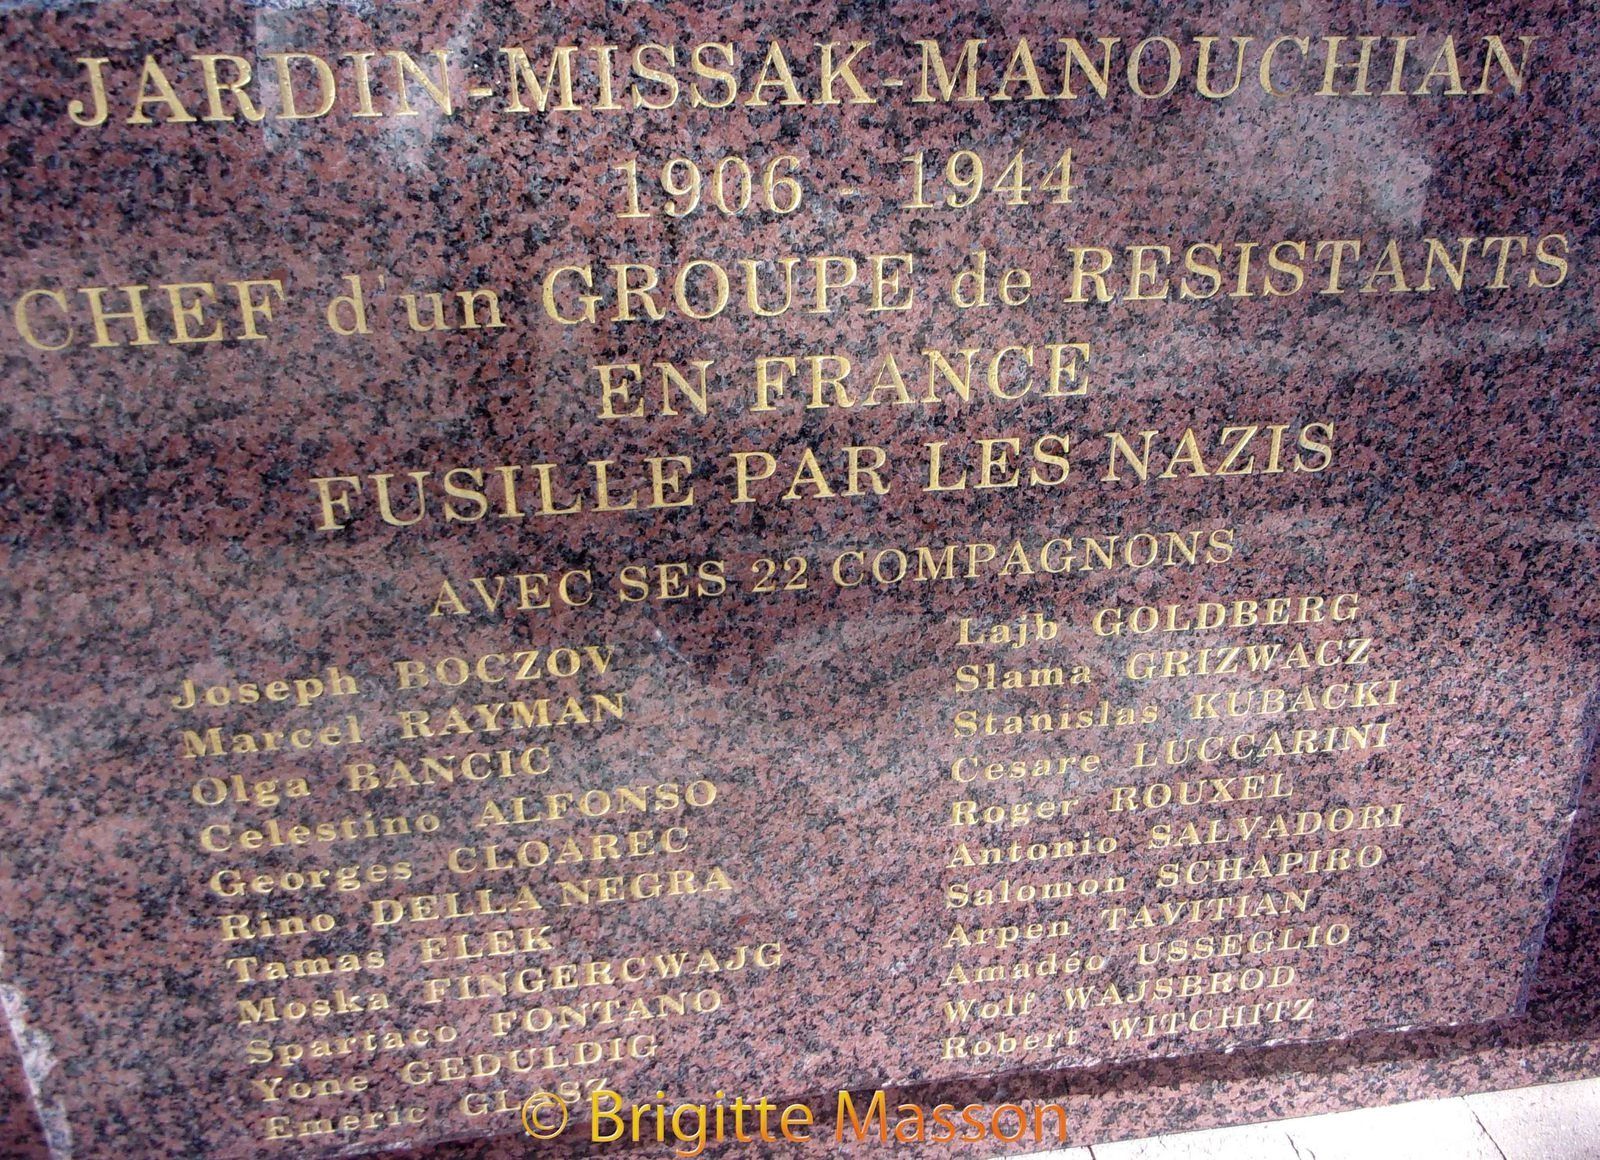 JARDIN-MISSAK-MANOUCHIAN
1906 - 1944
CHEF d'un GROUPE de RESISTANTS
EN FRANCE
FUSILLE PAR LES NAZIS
AVEC SES 22 COMPAGNONS
Joseph BOCZOV
Marcel RAYMAN
Olga BANCIC
Celestino ALFONSO
Georges CLOAREC
Rino DELLA NEGRA
Tamas ELEK
Moska FINGERCWAJG
Spartaco FONTANO
Yone GEDULDIG
Emeric GLASZ
Lajb GOLDBERG
Slama GRIZWACZ
Stanislas KUBACKI
Cesare LUCCARINI
Roger ROUXEL
Antonio SALVADORI
Salomon SCHAPIRO
Arpen TAVITIAN
Amadéo USSEGLIO
Wolf WAJSBROD
Robert WITCHITZ
© Brigitte Masson